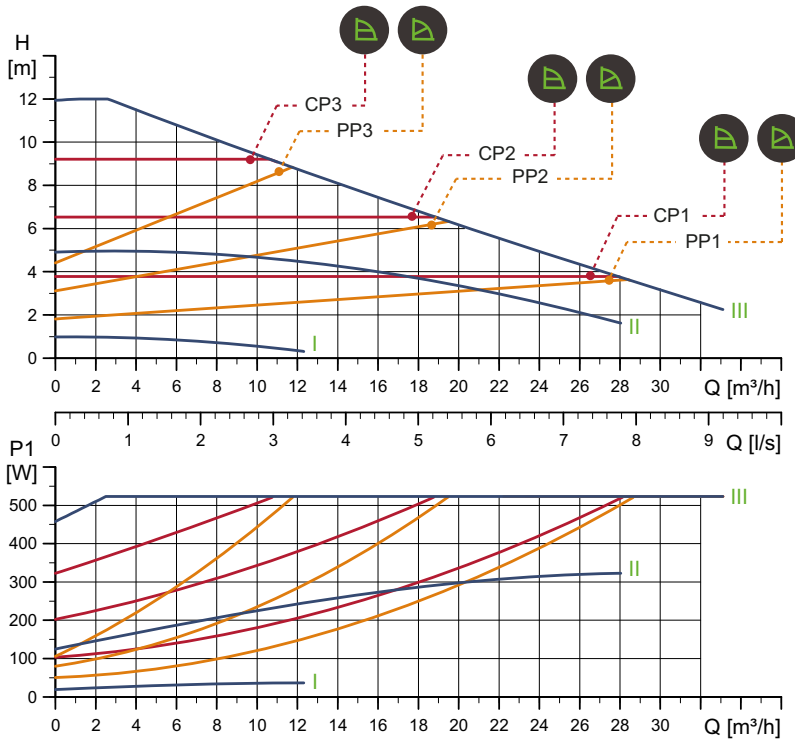 H
[m]
12
10
8
6
4
2
0
CP3
PP3
CP2
PP2
CP1
PP1
I
II
III
0 2 4 6 8 10 12 14 16 18 20 22 24 26 28 30 Q [m³/h]
0 1 2 3 4 5 6 7 8 9 Q [l/s]
P1
[W]
500
400
300
200
100
0
III
II
I
0 2 4 6 8 10 12 14 16 18 20 22 24 26 28 30 Q [m³/h]